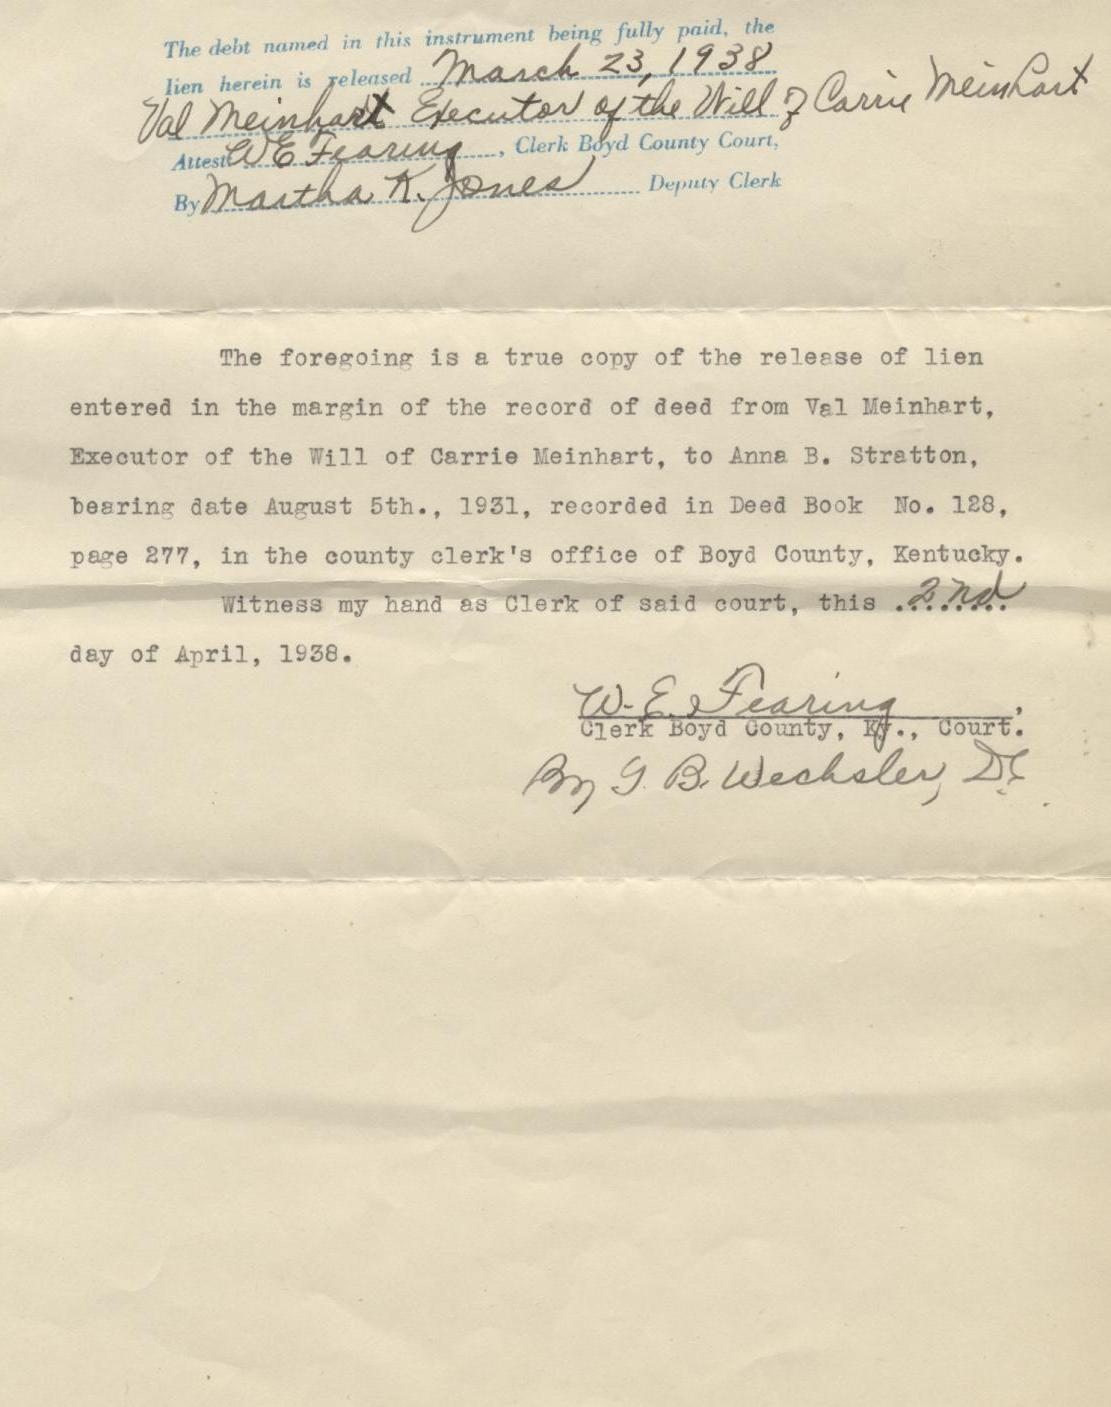 The debt named in this instrument being fully paid, the
lien herein is released March 23, 1938
Val Meinhart Executor of the Will of Carrie Meinhart
Attest W E Fearing, Clerk Boyd County Court,
By Martha K. Jones Deputy Clerk
The foregoing is a true copy of the release of lien
entered in the margin of the record of deed from Val Meinhart,
Executor of the Will of Carrie Meinhart, to Anna B. Stratton,
bearing date August 5th., 1931, recorded in Deed Book No. 128,
page 277, in the county clerk's office of Boyd County, Kentucky.
Witness my hand as Clerk of said court, this 2nd
day of April, 1938.
W. E. Fearing,
Clerk Boyd County, Ky., Court.
By G. B. Wechsler, D.C.